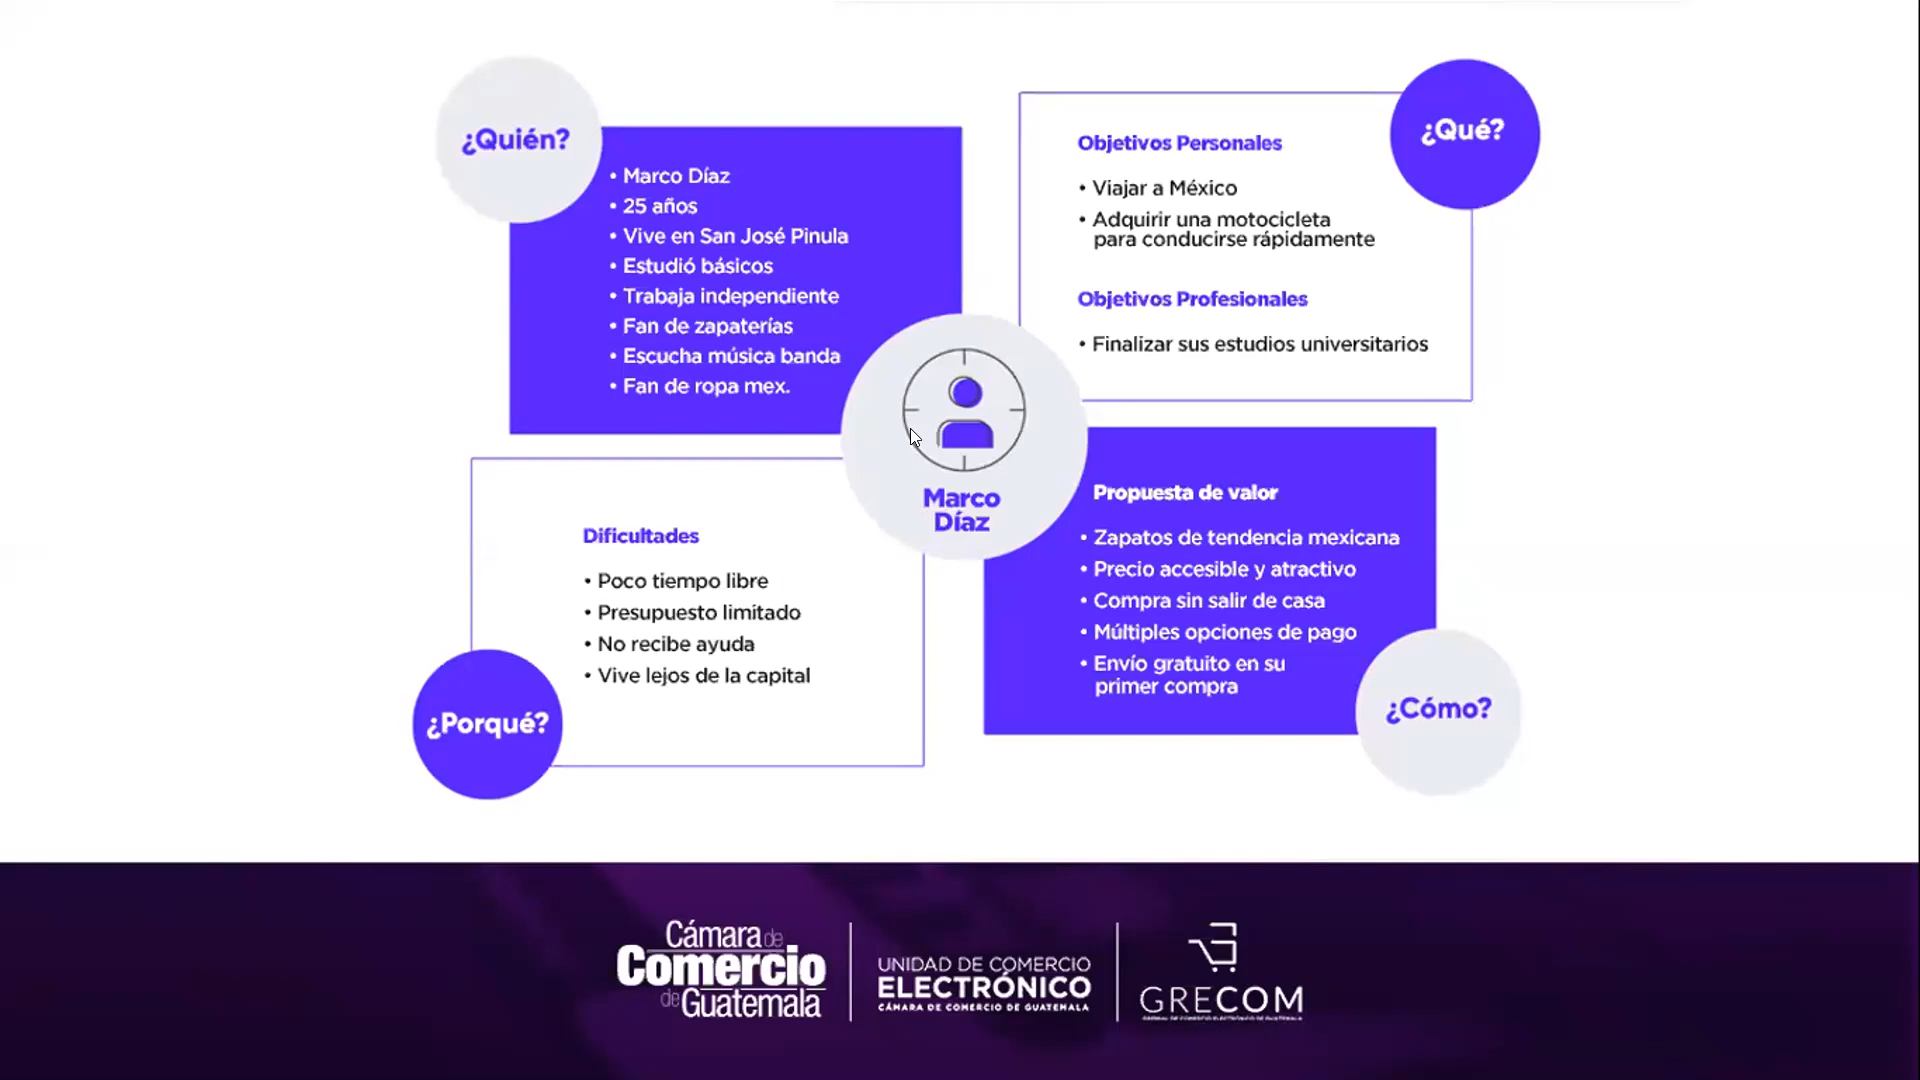 ¿Quién?
• Marco Díaz
• 25 años
• Vive en San José Pinula
• Estudió básicos
• Trabaja independiente
• Fan de zapaterías
• Escucha música banda
• Fan de ropa mex.
¿Qué?
Objetivos Personales
• Viajar a México
• Adquirir una motocicleta
para conducirse rápidamente
Objetivos Profesionales
• Finalizar sus estudios universitarios
Marco
Díaz
¿Porqué?
Dificultades
• Poco tiempo libre
• Presupuesto limitado
• No recibe ayuda
• Vive lejos de la capital
¿Cómo?
Propuesta de valor
• Zapatos de tendencia mexicana
• Precio accesible y atractivo
• Compra sin salir de casa
• Múltiples opciones de pago
• Envío gratuito en su
primer compra
Cámara de
Comercio
de Guatemala
UNIDAD DE COMERCIO
ELECTRÓNICO
CÁMARA DE COMERCIO DE GUATEMALA
GRECOM